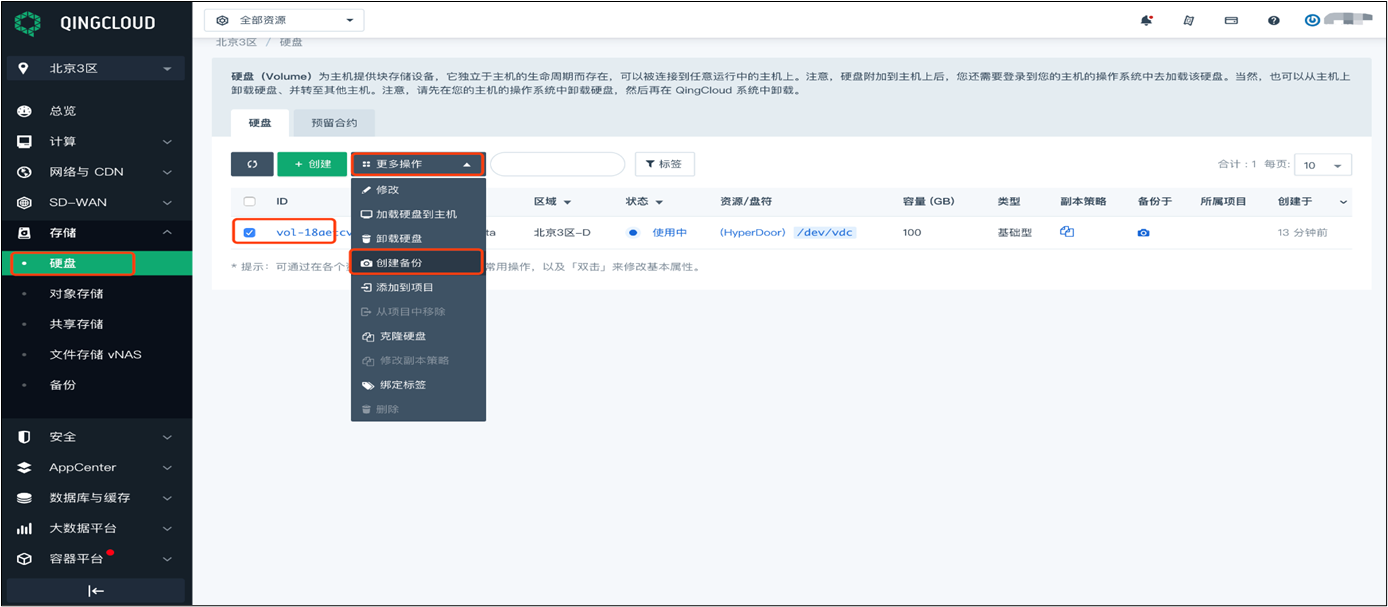 QINGCLOUD
全部资源
北京3区 / 硬盘
北京3区
总览
计算
网络与 CDN
SD-WAN
存储
硬盘
对象存储
共享存储
文件存储 vNAS
备份
安全
AppCenter
数据库与缓存
大数据平台
容器平台
硬盘（Volume）为主机提供块存储设备，它独立于主机的生命周期而存在，可以被连接到任意运行中的主机上。注意，硬盘附加到主机上后，您还需要登录到您的主机的操作系统中去加载该硬盘。当然，也可以从主机上
卸载硬盘、并转至其他主机。注意，请先在您的主机的操作系统中卸载硬盘，然后再在 QingCloud 系统中卸载。
硬盘 预留合约
+ 创建 更多操作 标签 合计：1 每页: 10
ID 区域 状态 资源/盘符 容量 (GB) 类型 副本策略 备份于 所属项目 创建于
ta 北京3区-D 使用中 (HyperDoor) /dev/vdc 100 基础型 13 分钟前
* 提示：可通过在各个 常用操作，以及「双击」来修改基本属性。
修改
加载硬盘到主机
卸载硬盘
创建备份
添加到项目
从项目中移除
克隆硬盘
修改副本策略
绑定标签
删除